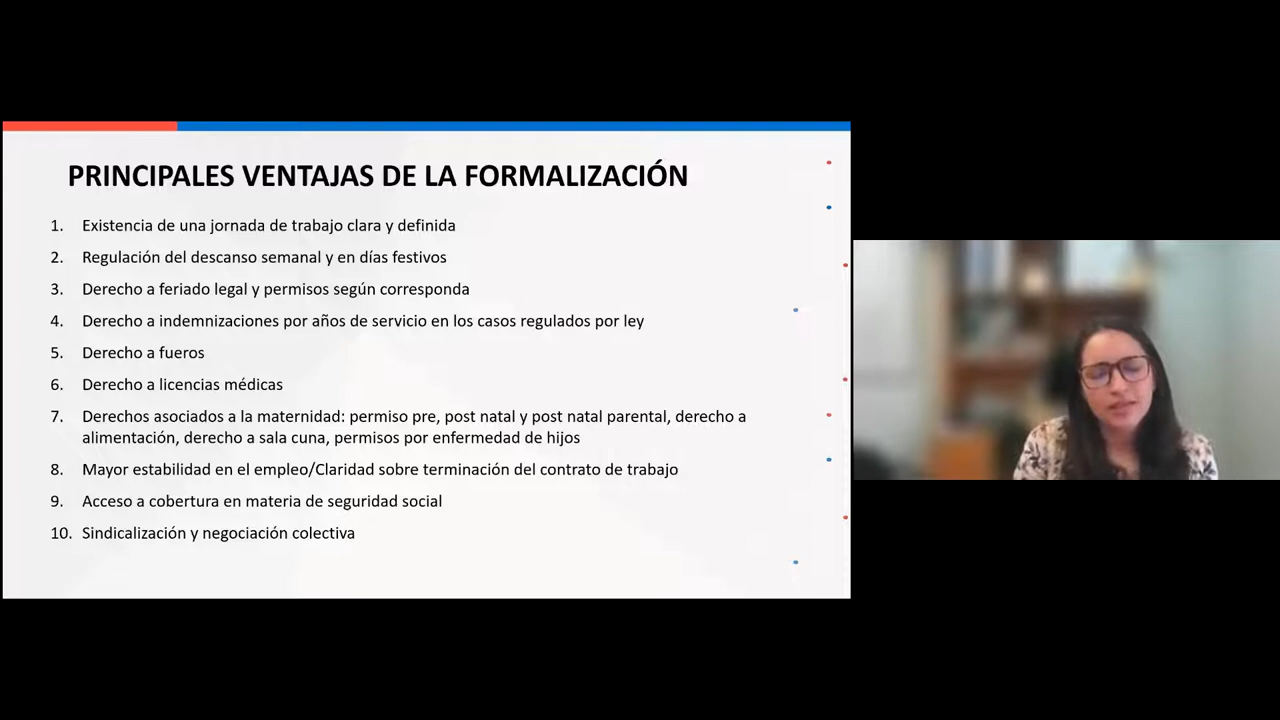 PRINCIPALES VENTAJAS DE LA FORMALIZACIÓN
1. Existencia de una jornada de trabajo clara y definida
2. Regulación del descanso semanal y en días festivos
3. Derecho a feriado legal y permisos según corresponda
4. Derecho a indemnizaciones por años de servicio en los casos regulados por ley
5. Derecho a fueros
6. Derecho a licencias médicas
7. Derechos asociados a la maternidad: permiso pre, post natal y post natal parental, derecho a
alimentación, derecho a sala cuna, permisos por enfermedad de hijos
8. Mayor estabilidad en el empleo/Claridad sobre terminación del contrato de trabajo
9. Acceso a cobertura en materia de seguridad social
10. Sindicalización y negociación colectiva